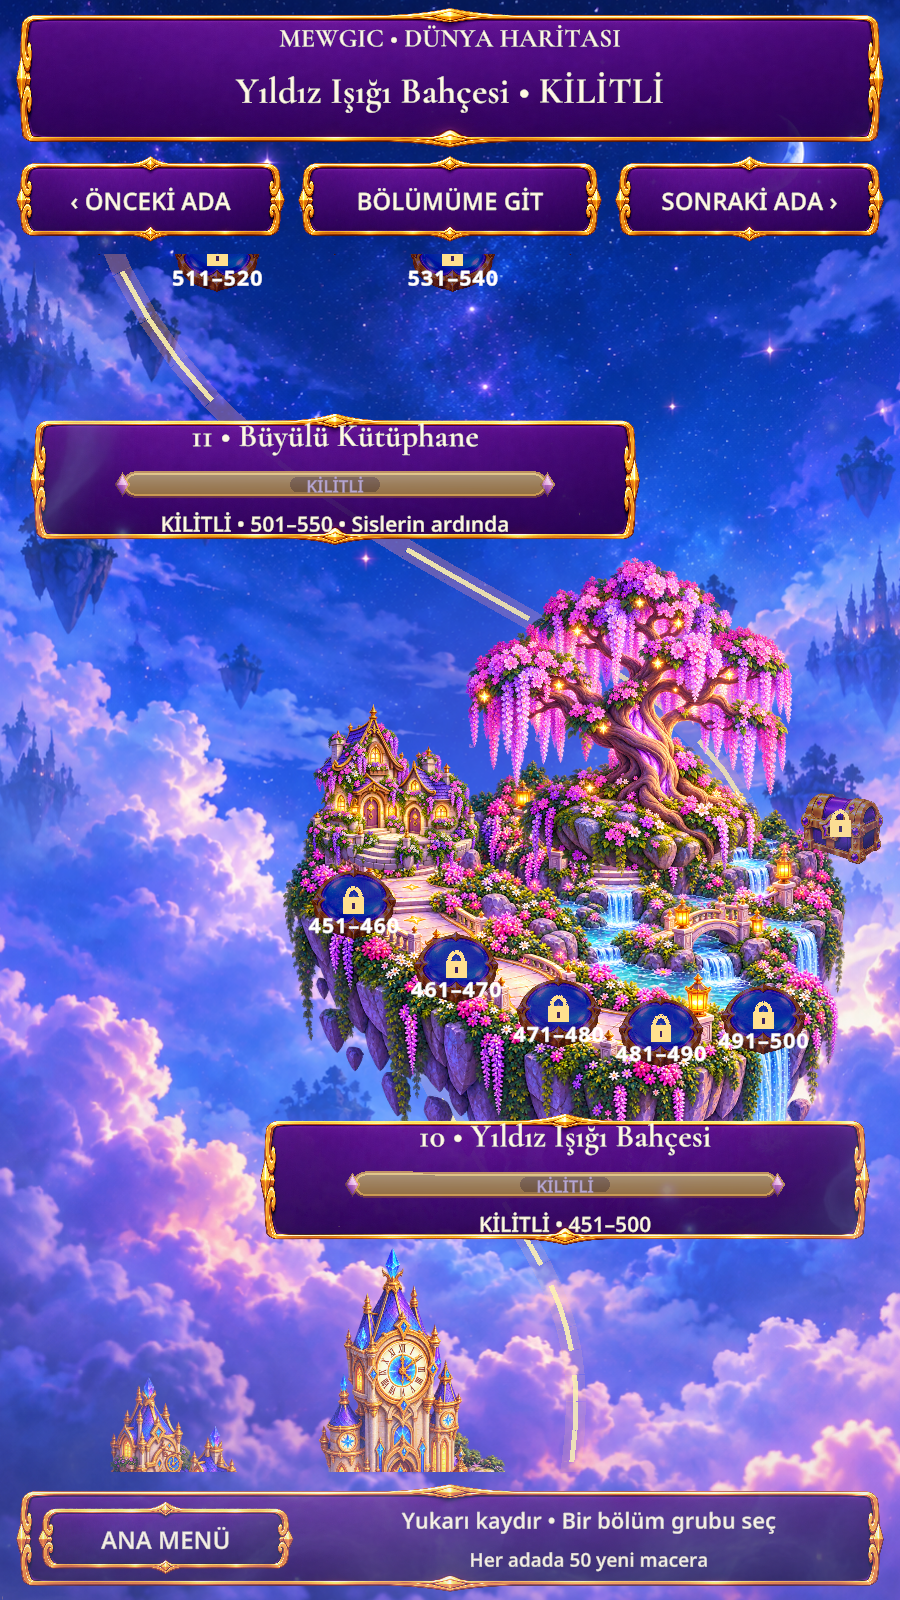 MEWGIC • DÜNYA HARİTASI
Yıldız Işığı Bahçesi • KİLİTLİ
‹ ÖNCEKİ ADA
BÖLÜMÜME GİT
SONRAKİ ADA ›
511–520
531–540
11 • Büyülü Kütüphane
KİLİTLİ
KİLİTLİ • 501–550 • Sislerin ardında
451–460
461–470
471–480
481–490
491–500
10 • Yıldız Işığı Bahçesi
KİLİTLİ
KİLİTLİ • 451–500
ANA MENÜ
Yukarı kaydır • Bir bölüm grubu seç
Her adada 50 yeni macera